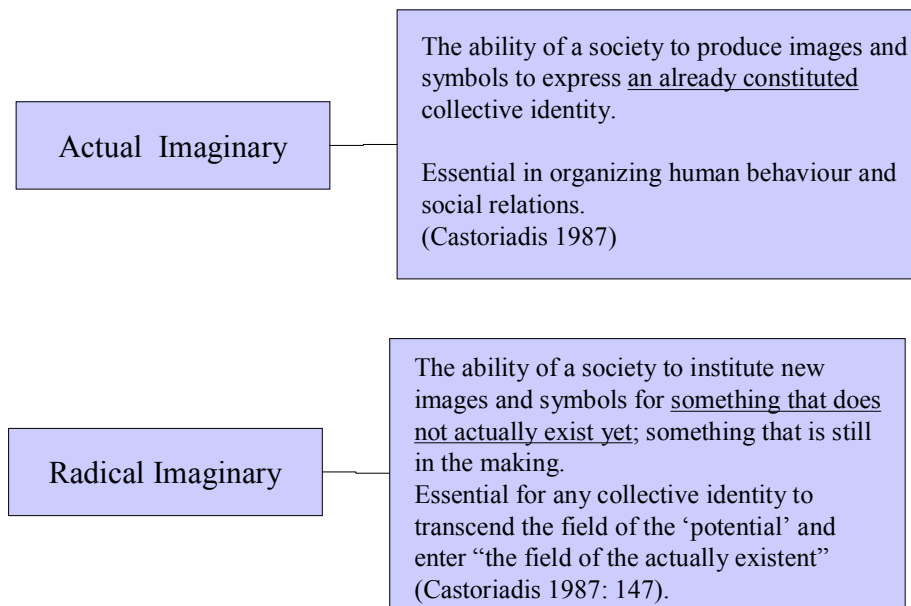 Actual Imaginary
The ability of a society to produce images and
symbols to express an already constituted
collective identity.
Essential in organizing human behaviour and
social relations.
(Castoriadis 1987)
Radical Imaginary
The ability of a society to institute new
images and symbols for something that does
not actually exist yet; something that is still
in the making.
Essential for any collective identity to
transcend the field of the ‘potential’ and
enter “the field of the actually existent”
(Castoriadis 1987: 147).